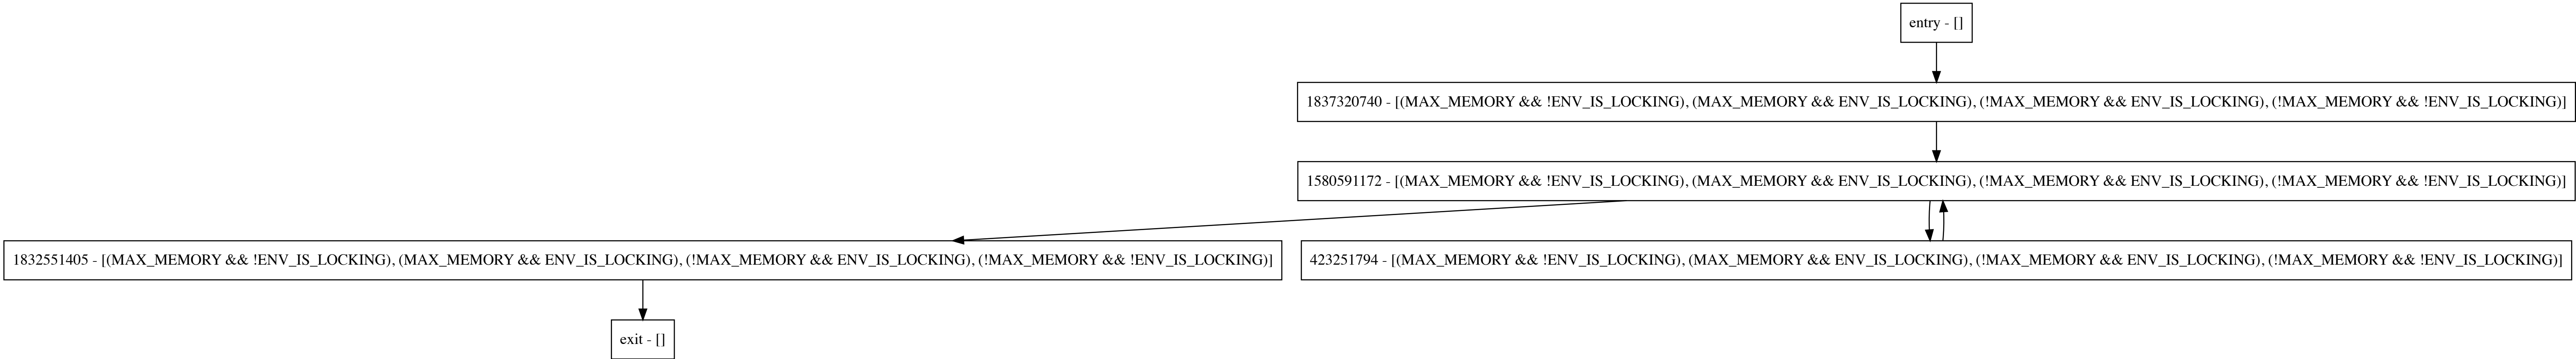 entry - []
1837320740 - [(MAX_MEMORY && !ENV_IS_LOCKING), (MAX_MEMORY && ENV_IS_LOCKING), (!MAX_MEMORY && ENV_IS_LOCKING), (!MAX_MEMORY && !ENV_IS_LOCKING)]
1580591172 - [(MAX_MEMORY && !ENV_IS_LOCKING), (MAX_MEMORY && ENV_IS_LOCKING), (!MAX_MEMORY && ENV_IS_LOCKING), (!MAX_MEMORY && !ENV_IS_LOCKING)]
1832551405 - [(MAX_MEMORY && !ENV_IS_LOCKING), (MAX_MEMORY && ENV_IS_LOCKING), (!MAX_MEMORY && ENV_IS_LOCKING), (!MAX_MEMORY && !ENV_IS_LOCKING)]
423251794 - [(MAX_MEMORY && !ENV_IS_LOCKING), (MAX_MEMORY && ENV_IS_LOCKING), (!MAX_MEMORY && ENV_IS_LOCKING), (!MAX_MEMORY && !ENV_IS_LOCKING)]
exit - []